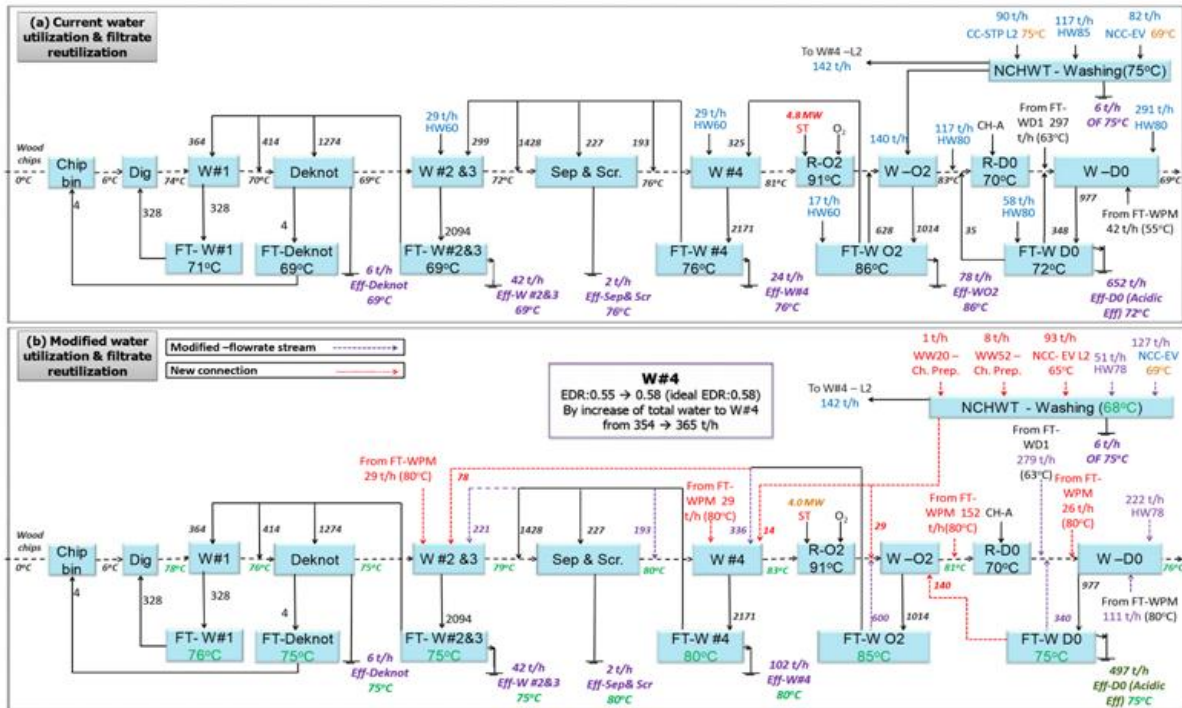 (a) Current water
utilization & filtrate
reutilization
90 t/h
CC-STP L2 75°C
117 t/h
HW85
82 t/h
NCC-EV 69°C
To W#4 –L2
142 t/h
NCHWT - Washing(75°C)
6 t/h
OF 75°C
291 t/h
HW80
29 t/h
HW60
29 t/h
HW60
4.8 MW
ST
O2
140 t/h
117 t/h
HW80
CH-A
From FT-
WD1 297
t/h (63°C)
364
414
1274
299
1428
227
193
325
Wood
chips
0°C
Chip
bin
6°C
Dig
74°C
W#1
70°C
Deknot
69°C
W #2 &3
72°C
Sep & Scr.
76°C
W #4
81°C
R-O2
91°C
W –O2
83°C
R-D0
70°C
W –D0
69°C
4
328
328
4
2094
2171
17 t/h
HW60
628
1014
35
58 t/h
HW80
348
977
From FT-WPM
42 t/h (55°C)
FT- W#1
71°C
FT-Deknot
69°C
FT- W#2&3
69°C
FT-W #4
76°C
FT-W O2
86°C
FT-W D0
72°C
6 t/h
Eff-Deknot
69°C
42 t/h
Eff-W #2&3
69°C
2 t/h
Eff-Sep& Scr
76°C
24 t/h
Eff-W#4
76°C
78 t/h
Eff-WO2
86°C
652 t/h
Eff-D0 (Acidic
Eff) 72°C
(b) Modified water
utilization & filtrate
reutilization
Modified –flowrate stream
New connection
W#4
EDR:0.55 → 0.58 (ideal EDR:0.58)
By increase of total water to W#4
from 354 → 365 t/h
1 t/h
WW20 –
Ch. Prep.
8 t/h
WW52 –
Ch. Prep.
93 t/h
NCC- EV L2
65°C
51 t/h
HW78
127 t/h
NCC-EV
69°C
To W#4 – L2
142 t/h
NCHWT - Washing (68°C)
6 t/h
OF 75°C
From FT-
WD1
279 t/h
(63°C)
From FT-WPM
29 t/h (80°C)
78
From FT-
WPM 29
t/h (80°C)
4.0 MW
ST
O2
From FT-
WPM 152
t/h(80°C)
CH-A
From FT-
WPM
26 t/h
(80°C)
222 t/h
HW78
364
414
1274
221
1428
227
193
336
14
29
Wood
chips
0°C
Chip
bin
6°C
Dig
78°C
W#1
76°C
Deknot
75°C
W #2 &3
79°C
Sep & Scr.
80°C
W #4
83°C
R-O2
91°C
W –O2
81°C
R-D0
70°C
W –D0
76°C
4
328
328
4
2094
2171
600
1014
140
340
977
From FT-WPM
111 t/h (80°C)
FT- W#1
76°C
FT-Deknot
75°C
FT- W#2&3
75°C
FT-W #4
80°C
FT-W O2
85°C
FT-W D0
75°C
6 t/h
Eff-Deknot
75°C
42 t/h
Eff-W #2&3
75°C
2 t/h
Eff-Sep& Scr
80°C
102 t/h
Eff-W#4
80°C
497 t/h
Eff-D0 (Acidic
Eff) 75°C